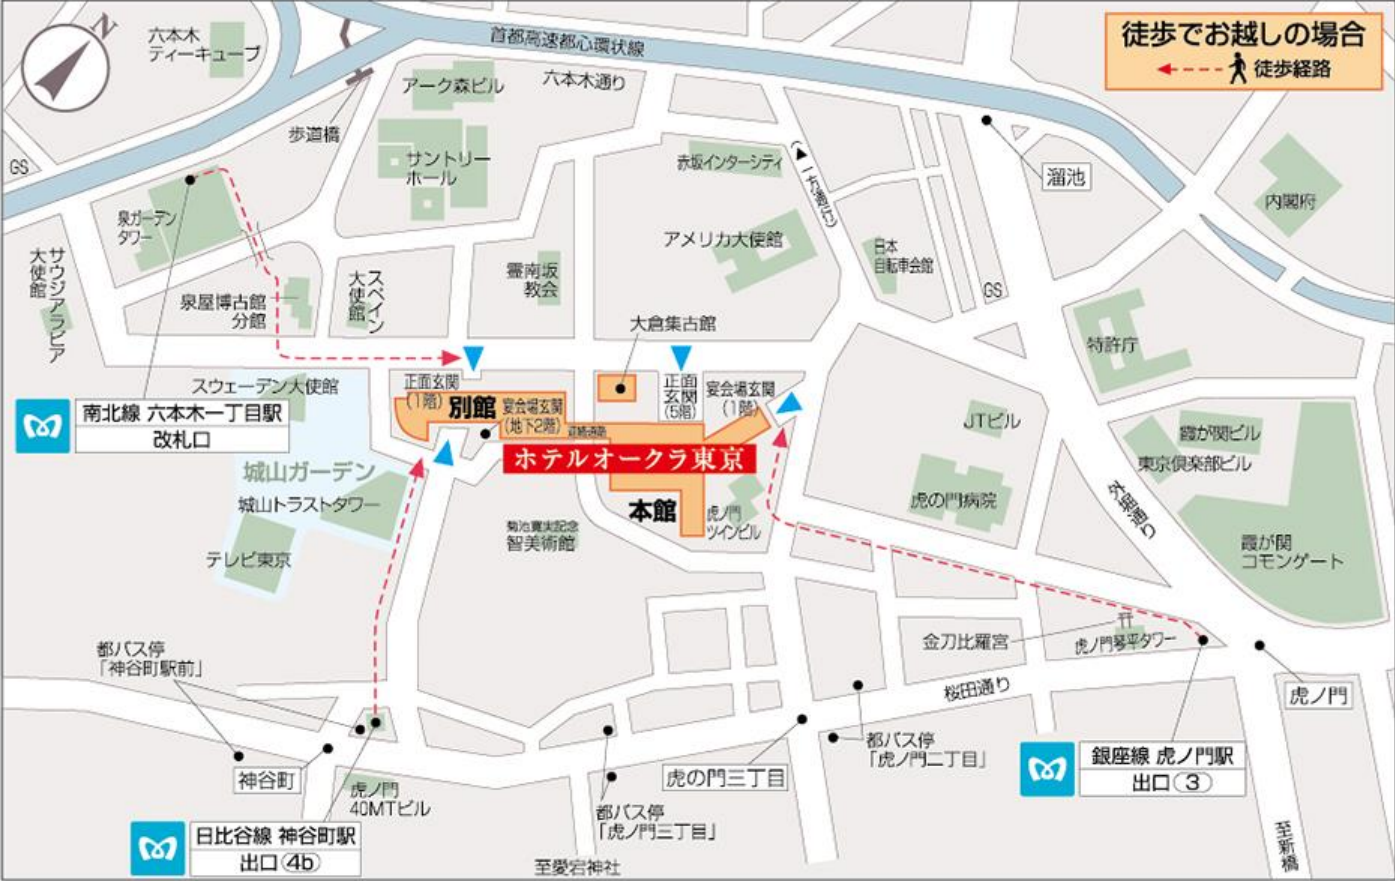 N
六本木
ティーキューブ
首都高速都心環状線
六本木通り
徒歩でお越しの場合
徒歩経路
アーク森ビル
歩道橋
サントリー
ホール
赤坂インターシティ
溜池
内閣府
GS
泉ガーデン
タワー
アメリカ大使館
日本
自転車会館
サウジアラビア
大使館
泉屋博古館
分館
スペイン
大使館
霊南坂
教会
大倉集古館
GS
特許庁
スウェーデン大使館
正面玄関
(1階)
別館
宴会場玄関
(地下2階)
正面
玄関
(5階)
宴会場玄関
(1階)
南北線 六本木一丁目駅
改札口
ホテルオークラ東京
JTビル
霞が関ビル
東京倶楽部ビル
城山ガーデン
城山トラストタワー
本館
虎ノ門
ツインビル
虎の門病院
外堀通り
菊池寛実記念
智美術館
テレビ東京
霞が関
コモンゲート
金刀比羅宮
虎ノ門琴平タワー
都バス停
「神谷町駅前」
桜田通り
虎ノ門
神谷町
虎の門三丁目
都バス停
「虎ノ門二丁目」
銀座線 虎ノ門駅
出口3
虎ノ門
40MTビル
都バス停
「虎ノ門三丁目」
日比谷線 神谷町駅
出口4b
至愛宕神社
至新橋